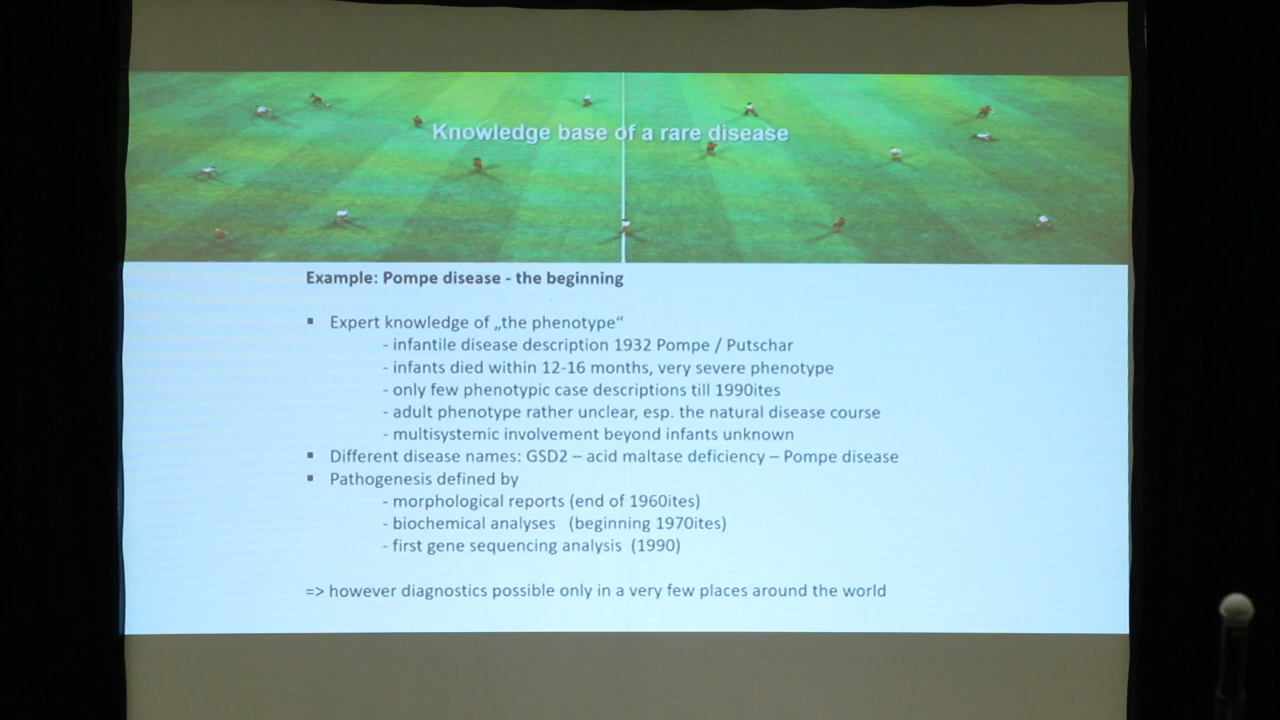 Knowledge base of a rare disease
Example: Pompe disease - the beginning
▪ Expert knowledge of „the phenotype“
- infantile disease description 1932 Pompe / Putschar
- infants died within 12-16 months, very severe phenotype
- only few phenotypic case descriptions till 1990ites
- adult phenotype rather unclear, esp. the natural disease course
- multisystemic involvement beyond infants unknown
▪ Different disease names: GSD2 – acid maltase deficiency – Pompe disease
▪ Pathogenesis defined by
- morphological reports (end of 1960ites)
- biochemical analyses (beginning 1970ites)
- first gene sequencing analysis (1990)
=> however diagnostics possible only in a very few places around the world